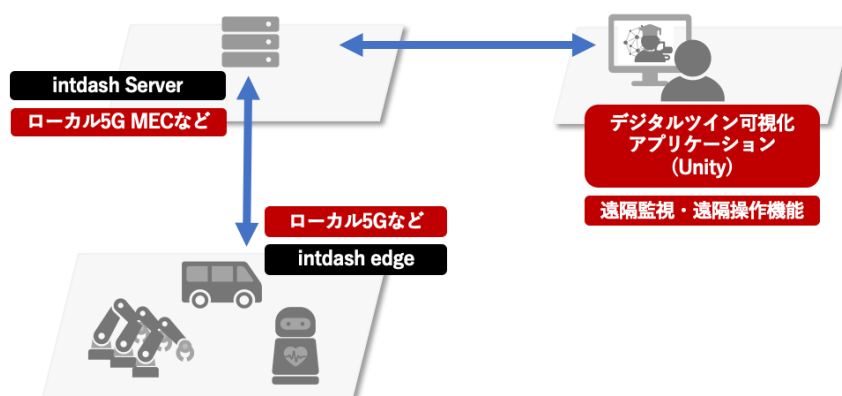 intdash Server
ローカル5G MECなど
デジタルツイン可視化
アプリケーション
（Unity）
遠隔監視・遠隔操作機能
ローカル5Gなど
intdash edge